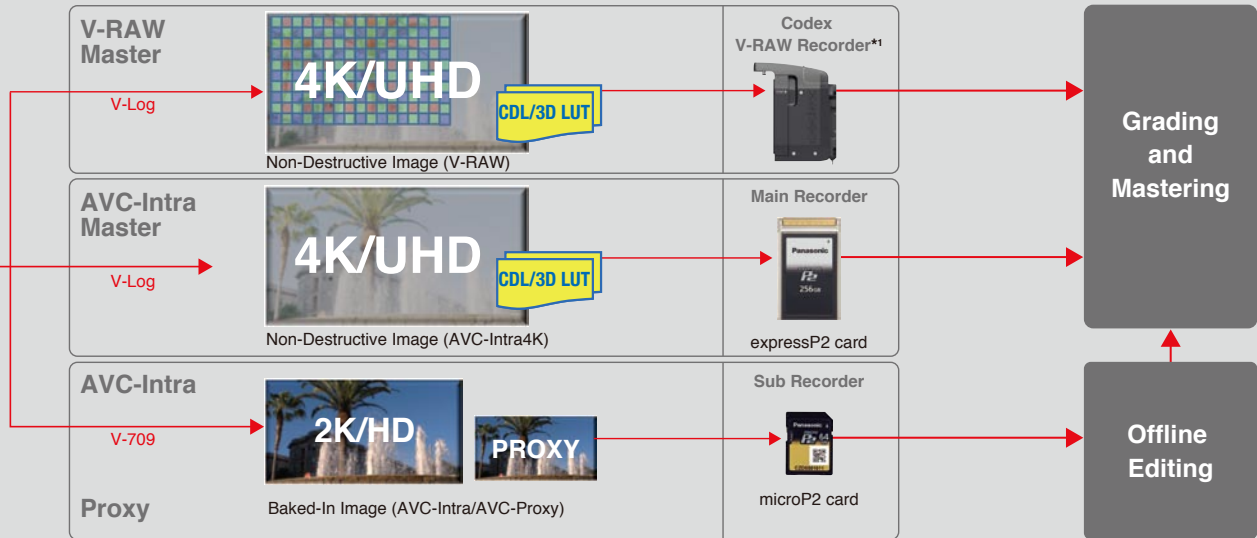 V-RAW
Master
V-Log
4K/UHD
CDL/3D LUT
Non-Destructive Image (V-RAW)
Codex
V-RAW Recorder*1
AVC-Intra
Master
V-Log
4K/UHD
CDL/3D LUT
Non-Destructive Image (AVC-Intra4K)
Main Recorder
Panasonic
P2
256GB
expressP2 card
Grading
and
Mastering
AVC-Intra
V-709
Proxy
2K/HD
PROXY
Baked-In Image (AVC-Intra/AVC-Proxy)
Sub Recorder
Panasonic
P2 64
microP2 card
Offline
Editing